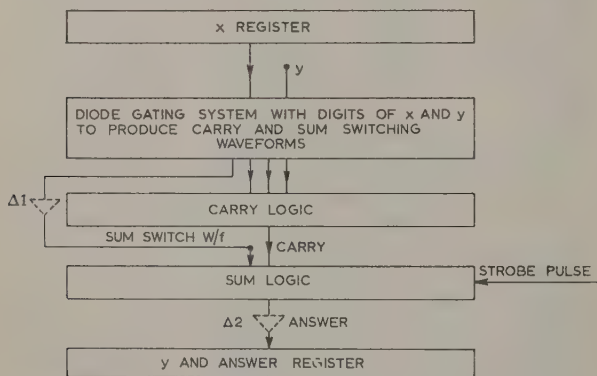 x REGISTER
y
DIODE GATING SYSTEM WITH DIGITS OF x AND y
TO PRODUCE CARRY AND SUM SWITCHING
WAVEFORMS
Δ1
CARRY LOGIC
SUM SWITCH W/f
CARRY
SUM LOGIC
STROBE PULSE
Δ2
ANSWER
y AND ANSWER REGISTER